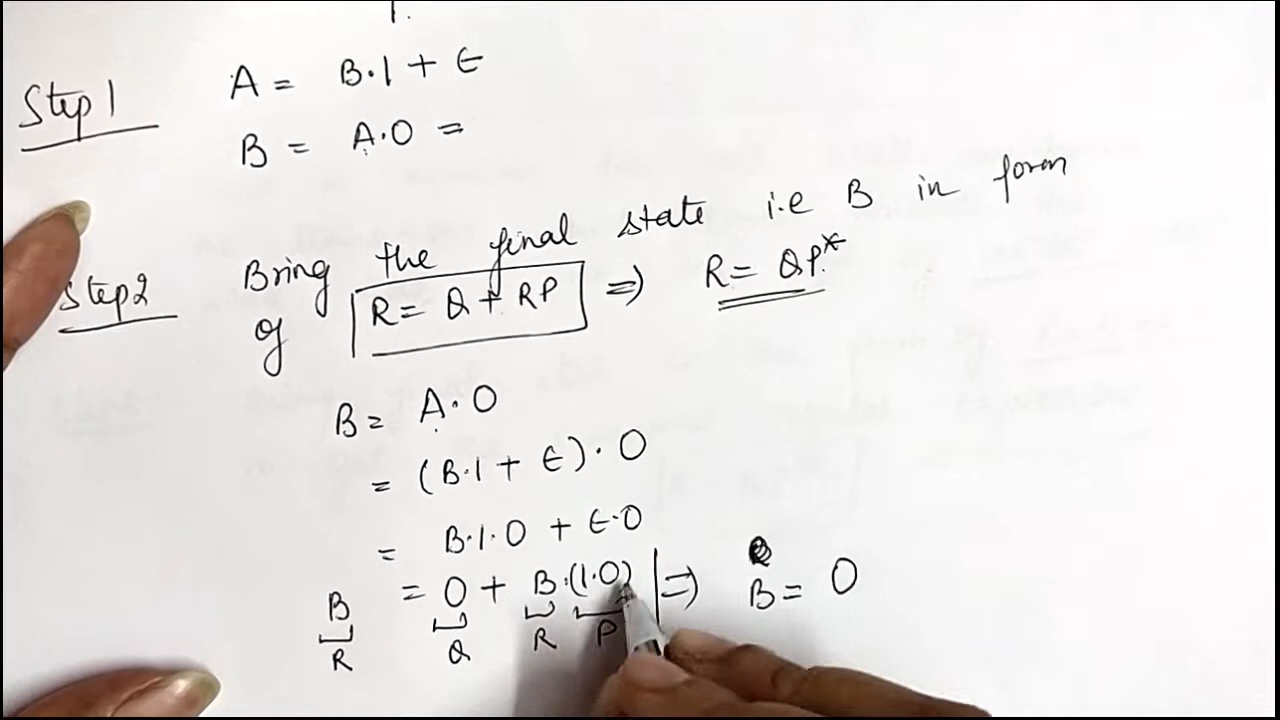 1.
Step 1 A = B.1 + ϵ
B = A.0 =
Step 2 Bring the final state i.e B in form
of R = Q + RP ⇒ R = QP.*
B = A.0
= (B.1 + ϵ).0
= B.1.0 + ϵ.0
B = 0 + B.(1.0) ⇒ B = 0
R Q R P